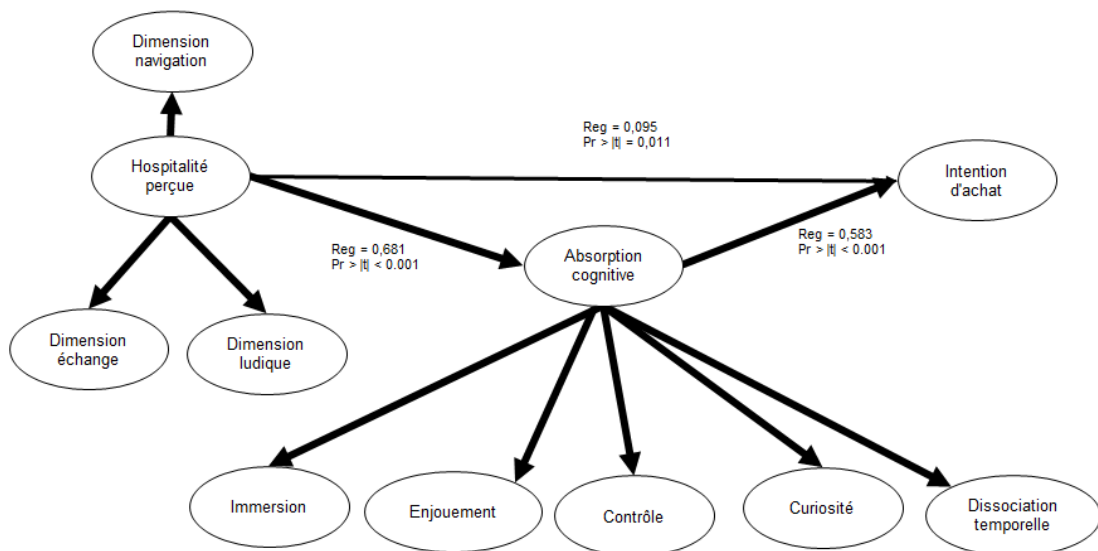 Dimension
navigation
Reg = 0,095
Pr > |t| = 0,011
Hospitalité
perçue
Intention
d'achat
Reg = 0,681
Pr > |t| < 0.001
Reg = 0,583
Pr > |t| < 0.001
Absorption
cognitive
Dimension
échange
Dimension
ludique
Immersion
Enjouement
Contrôle
Curiosité
Dissociation
temporelle